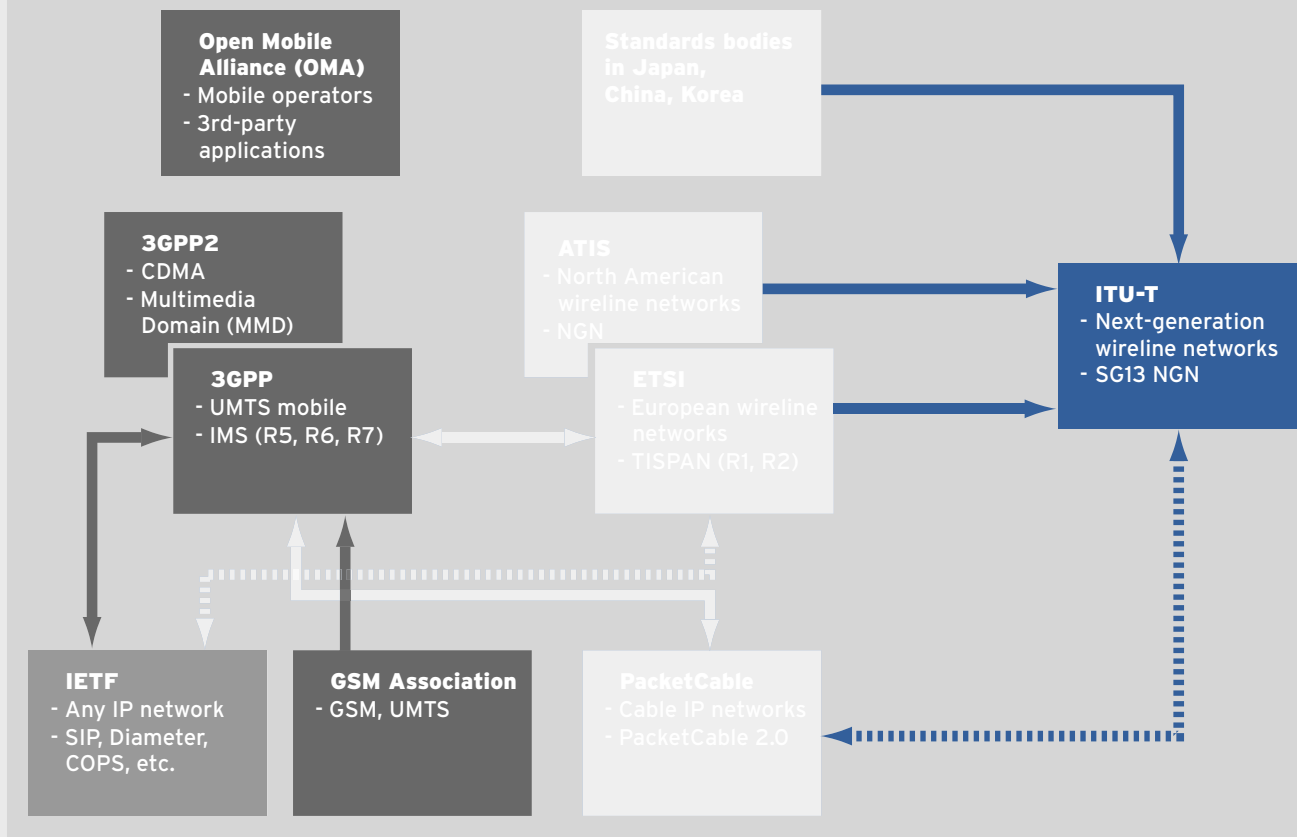 Open Mobile
Alliance (OMA)
- Mobile operators
- 3rd-party
applications
Standards bodies
in Japan,
China, Korea
3GPP2
- CDMA
- Multimedia
Domain (MMD)
ATIS
- North American
wireline networks
- NGN
ITU-T
- Next-generation
wireline networks
- SG13 NGN
3GPP
- UMTS mobile
- IMS (R5, R6, R7)
ETSI
- European wireline
networks
- TISPAN (R1, R2)
IETF
- Any IP network
- SIP, Diameter,
COPS, etc.
GSM Association
- GSM, UMTS
PacketCable
- Cable IP networks
- PacketCable 2.0